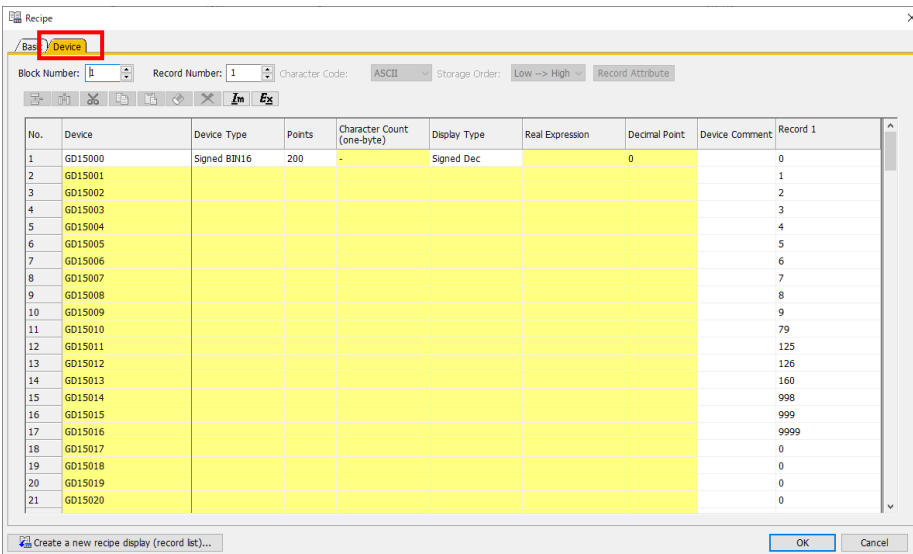 Recipe
Basic Device
Block Number: 1 Record Number: 1 Character Code: ASCII Storage Order: Low --> High Record Attribute
Im Ex
No. Device Device Type Points Character Count (one-byte) Display Type Real Expression Decimal Point Device Comment Record 1
1 GD15000 Signed BIN16 200 - Signed Dec 0 0
2 GD15001 1
3 GD15002 2
4 GD15003 3
5 GD15004 4
6 GD15005 5
7 GD15006 6
8 GD15007 7
9 GD15008 8
10 GD15009 9
11 GD15010 79
12 GD15011 125
13 GD15012 126
14 GD15013 160
15 GD15014 998
16 GD15015 999
17 GD15016 9999
18 GD15017 0
19 GD15018 0
20 GD15019 0
21 GD15020 0
Create a new recipe display (record list)... OK Cancel